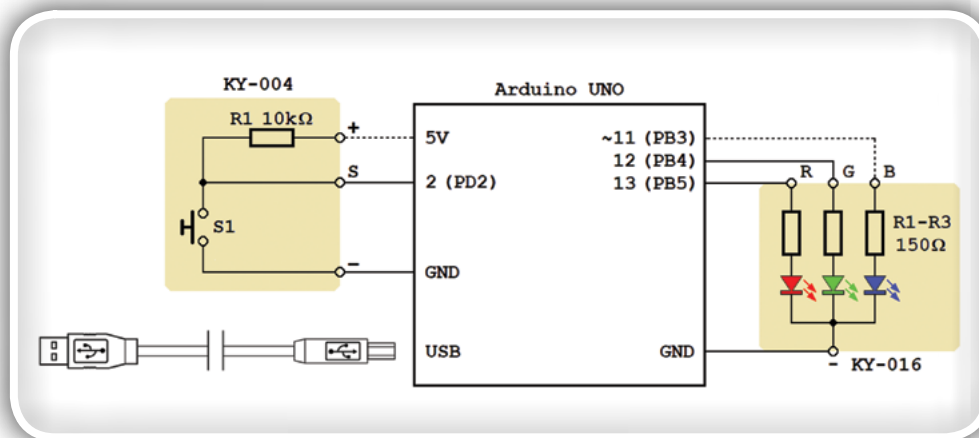 KY-004
Arduino UNO
R1 10kΩ
+
5V
S
2 (PD2)
S1
-
GND
USB
~11 (PB3)
12 (PB4)
13 (PB5)
R
G
B
R1-R3
150Ω
GND
-
KY-016